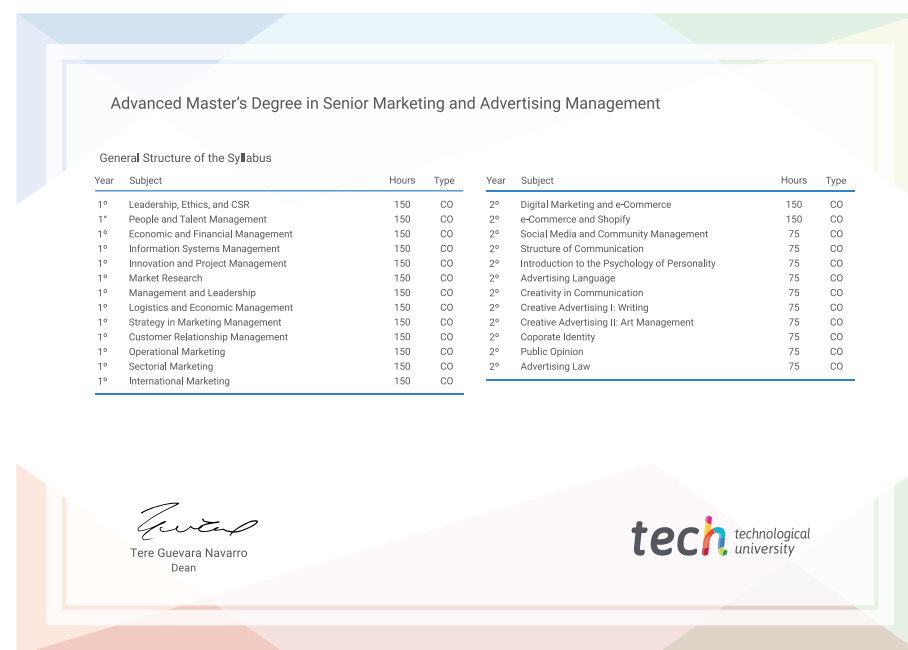 Advanced Master's Degree in Senior Marketing and Advertising Management
General Structure of the Syllabus
Year Subject Hours Type
1º Leadership, Ethics, and CSR 150 CO
1º People and Talent Management 150 CO
1º Economic and Financial Management 150 CO
1º Information Systems Management 150 CO
1º Innovation and Project Management 150 CO
1º Market Research 150 CO
1º Management and Leadership 150 CO
1º Logistics and Economic Management 150 CO
1º Strategy in Marketing Management 150 CO
1º Customer Relationship Management 150 CO
1º Operational Marketing 150 CO
1º Sectorial Marketing 150 CO
1º International Marketing 150 CO
Year Subject Hours Type
2º Digital Marketing and e-Commerce 150 CO
2º e-Commerce and Shopify 150 CO
2º Social Media and Community Management 75 CO
2º Structure of Communication 75 CO
2º Introduction to the Psychology of Personality 75 CO
2º Advertising Language 75 CO
2º Creativity in Communication 75 CO
2º Creative Advertising I: Writing 75 CO
2º Creative Advertising II: Art Management 75 CO
2º Coporate Identity 75 CO
2º Public Opinion 75 CO
2º Advertising Law 75 CO
Tere Guevara Navarro
Dean
tech technological
university